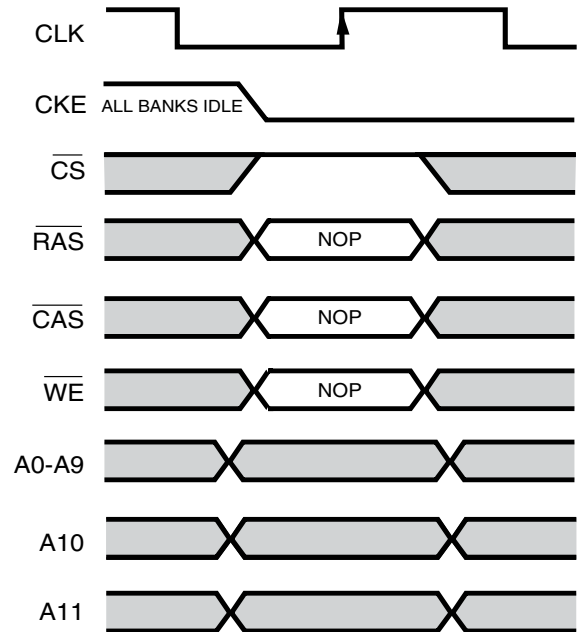 CLK
CKE ALL BANKS IDLE
CS
RAS NOP
CAS NOP
WE NOP
A0-A9
A10
A11